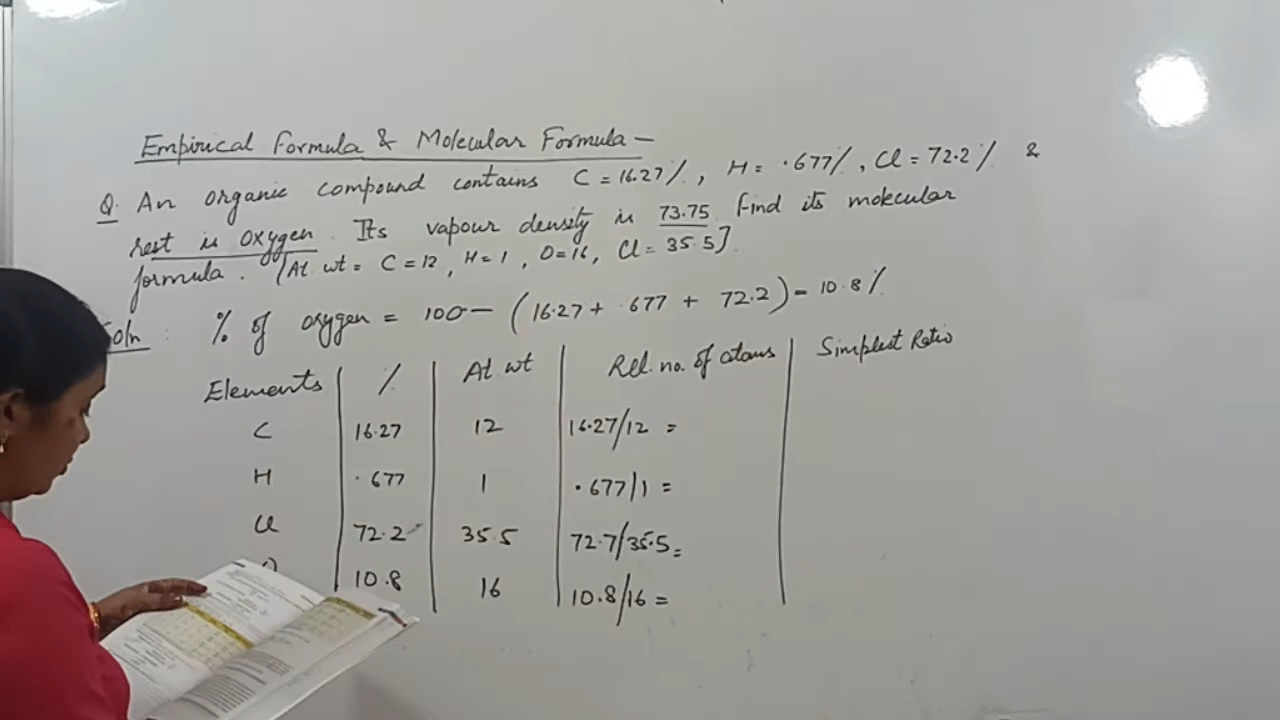 Empirical Formula & Molecular Formula —
Q. An organic compound contains C = 16.27%, H = .677%, Cl = 72.2% &
rest is oxygen. Its vapour density is 73.75. Find its molecular
formula. [At wt = C = 12, H = 1, O = 16, Cl = 35.5]
Soln : % of oxygen = 100 — (16.27 + .677 + 72.2) = 10.8%
Elements % At. wt Rel. no. of atoms Simplest Ratio
C 16.27 12 16.27/12 =
H .677 1 .677/1 =
Cl 72.2 35.5 72.7/35.5 =
10.8 16 10.8/16 =